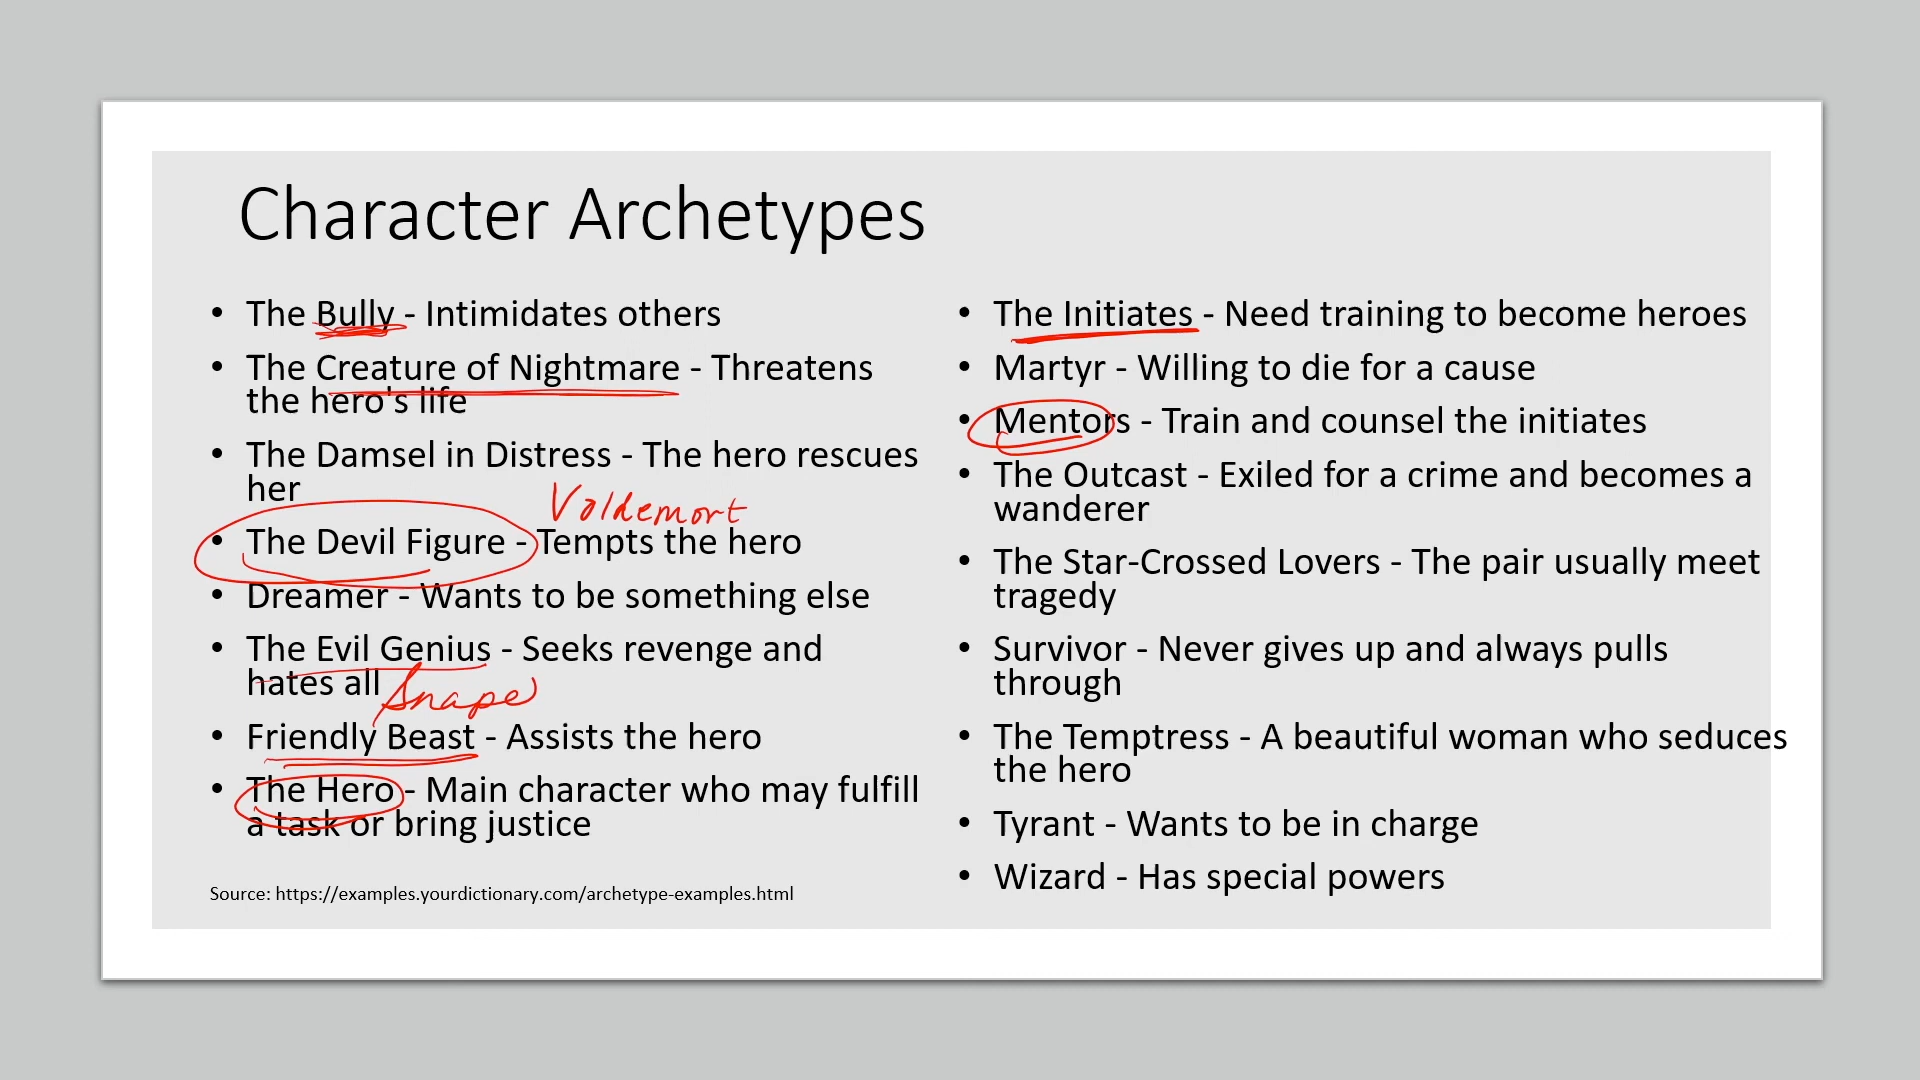 Character Archetypes
• The Bully - Intimidates others
• The Creature of Nightmare - Threatens
the hero's life
• The Damsel in Distress - The hero rescues
her
Voldemort
• The Devil Figure - Tempts the hero
• Dreamer - Wants to be something else
• The Evil Genius - Seeks revenge and
hates all
Snape
• Friendly Beast - Assists the hero
• The Hero - Main character who may fulfill
a task or bring justice
Source: https://examples.yourdictionary.com/archetype-examples.html
• The Initiates - Need training to become heroes
• Martyr - Willing to die for a cause
• Mentors - Train and counsel the initiates
• The Outcast - Exiled for a crime and becomes a
wanderer
• The Star-Crossed Lovers - The pair usually meet
tragedy
• Survivor - Never gives up and always pulls
through
• The Temptress - A beautiful woman who seduces
the hero
• Tyrant - Wants to be in charge
• Wizard - Has special powers